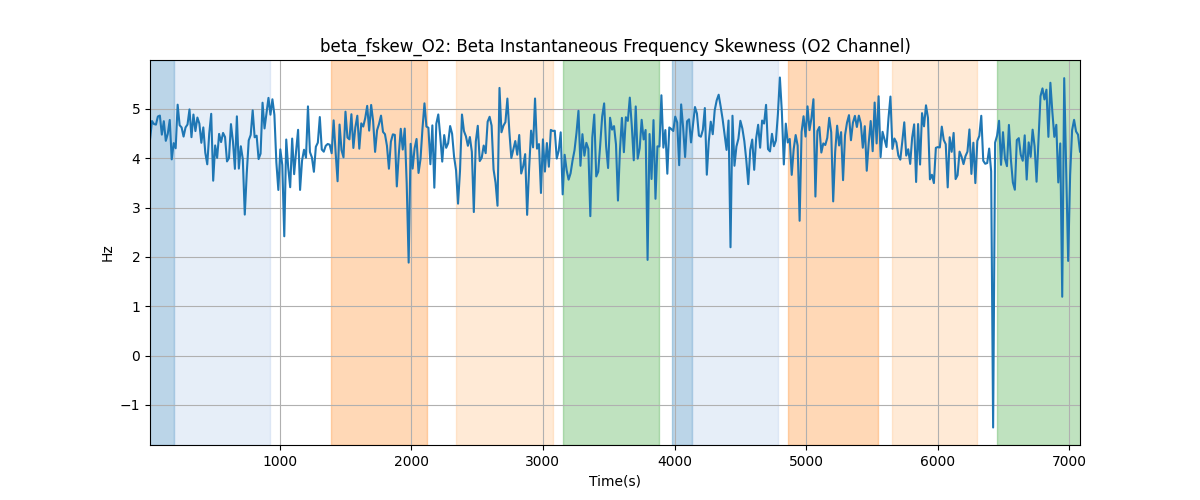 beta_fskew_O2: Beta Instantaneous Frequency Skewness (O2 Channel)
Hz
5
4
3
2
1
0
−1
1000 2000 3000 4000 5000 6000 7000
Time(s)